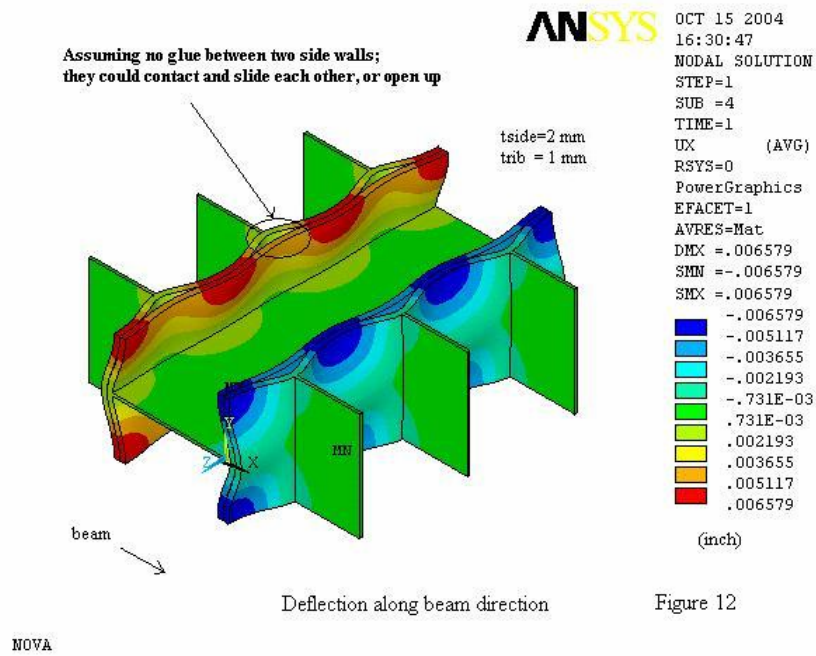 ANSYS
OCT 15 2004
16:30:47
NODAL SOLUTION
STEP=1
SUB =4
TIME=1
UX (AVG)
RSYS=0
PowerGraphics
EFACET=1
AVRES=Mat
DMX =.006579
SMN =-.006579
SMX =.006579
-.006579
-.005117
-.003655
-.002193
-.731E-03
.731E-03
.002193
.003655
.005117
.006579
(inch)
Assuming no glue between two side walls;
they could contact and slide each other, or open up
tside=2 mm
trib = 1 mm
Y
Z X
MN
beam
Deflection along beam direction
Figure 12
NOVA